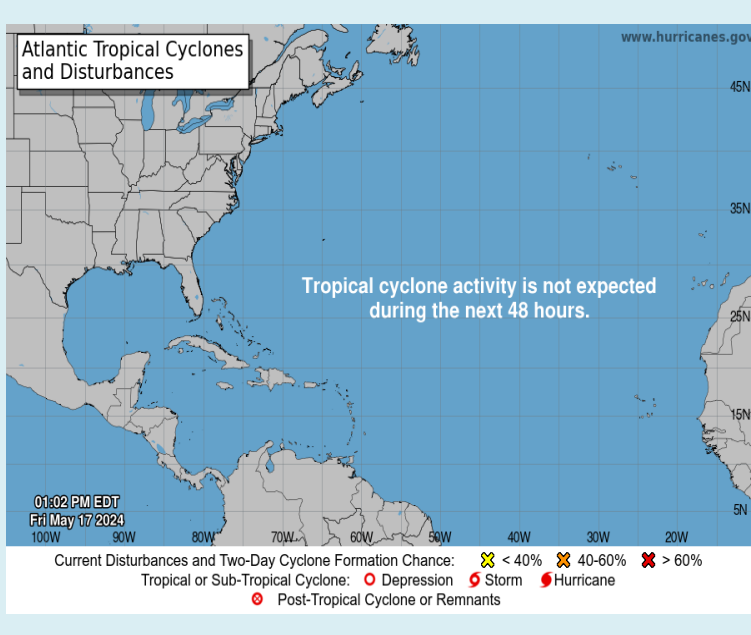 Atlantic Tropical Cyclones
and Disturbances
www.hurricanes.gov
45N
35N
Tropical cyclone activity is not expected
during the next 48 hours.
25N
15N
01:02 PM EDT
Fri May 17 2024
5N
100W 90W 80W 70W 60W 50W 40W 30W 20W
Current Disturbances and Two-Day Cyclone Formation Chance: < 40% 40-60% > 60%
Tropical or Sub-Tropical Cyclone: Depression Storm Hurricane
Post-Tropical Cyclone or Remnants